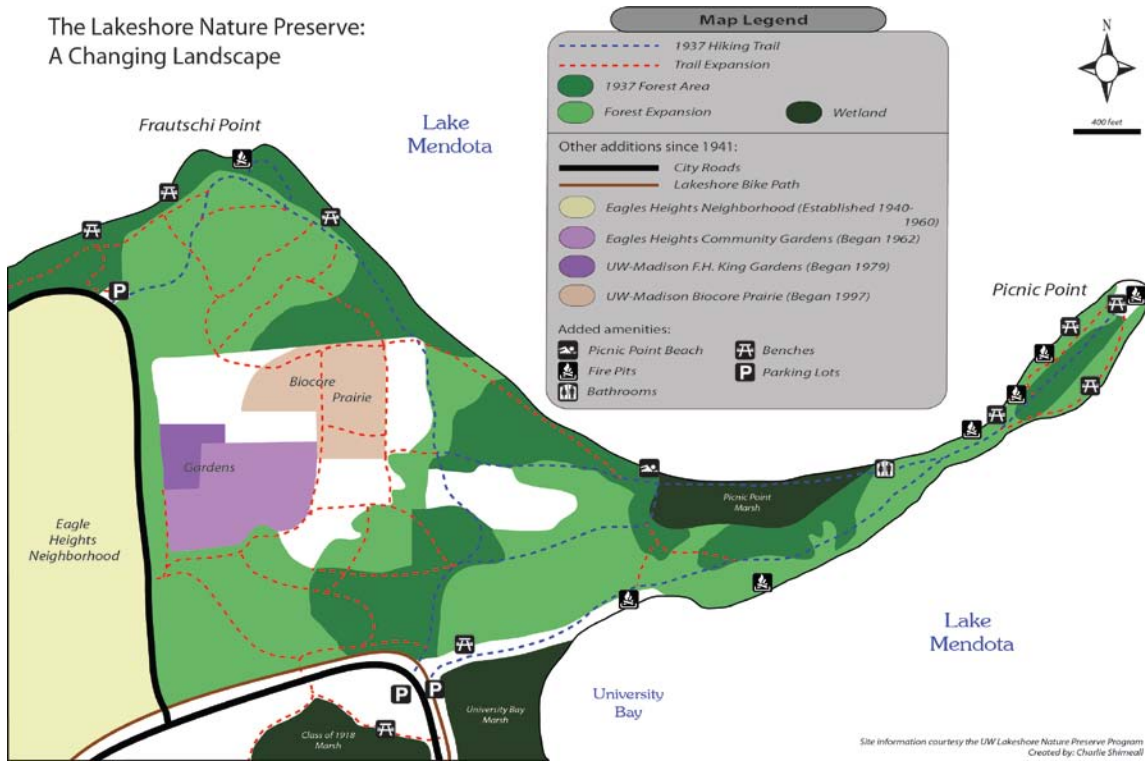 The Lakeshore Nature Preserve:
A Changing Landscape
Map Legend
1937 Hiking Trail
Trail Expansion
1937 Forest Area
Forest Expansion
Wetland
Other additions since 1941:
City Roads
Lakeshore Bike Path
Eagles Heights Neighborhood (Established 1940-
1960)
Eagles Heights Community Gardens (Began 1962)
UW-Madison F.H. King Gardens (Began 1979)
UW-Madison Biocore Prairie (Began 1997)
Added amenities:
Picnic Point Beach
Benches
Fire Pits
P Parking Lots
Bathrooms
N
400 feet
Frautschi Point
Lake
Mendota
Picnic Point
P
Biocore
Prairie
Gardens
Eagle
Heights
Neighborhood
Picnic Point
Marsh
Lake
Mendota
University
Bay
P
P
University Bay
Marsh
Class of 1918
Marsh
Site information courtesy the UW Lakeshore Nature Preserve Program
Created by: Charlie Shimeall